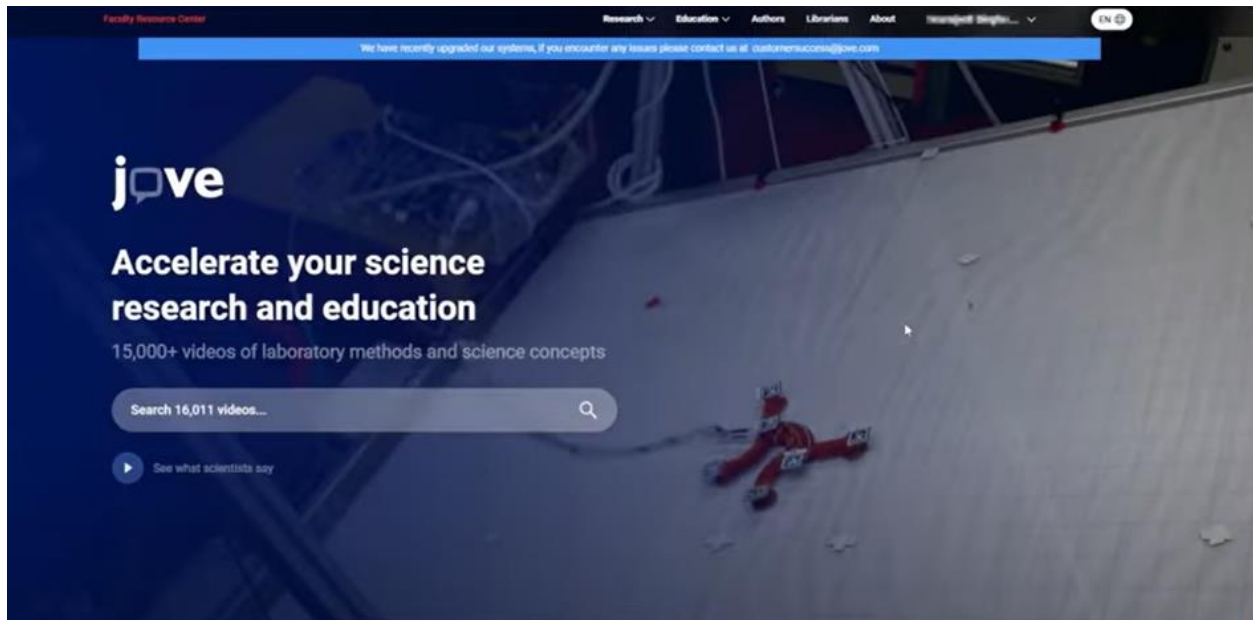 Faculty Resource Center
Research Education Authors Librarians About EN
We have recently upgraded our systems, if you encounter any issues please contact us at customersuccess@jove.com
jove
Accelerate your science
research and education
15,000+ videos of laboratory methods and science concepts
Search 16,011 videos...
See what scientists say